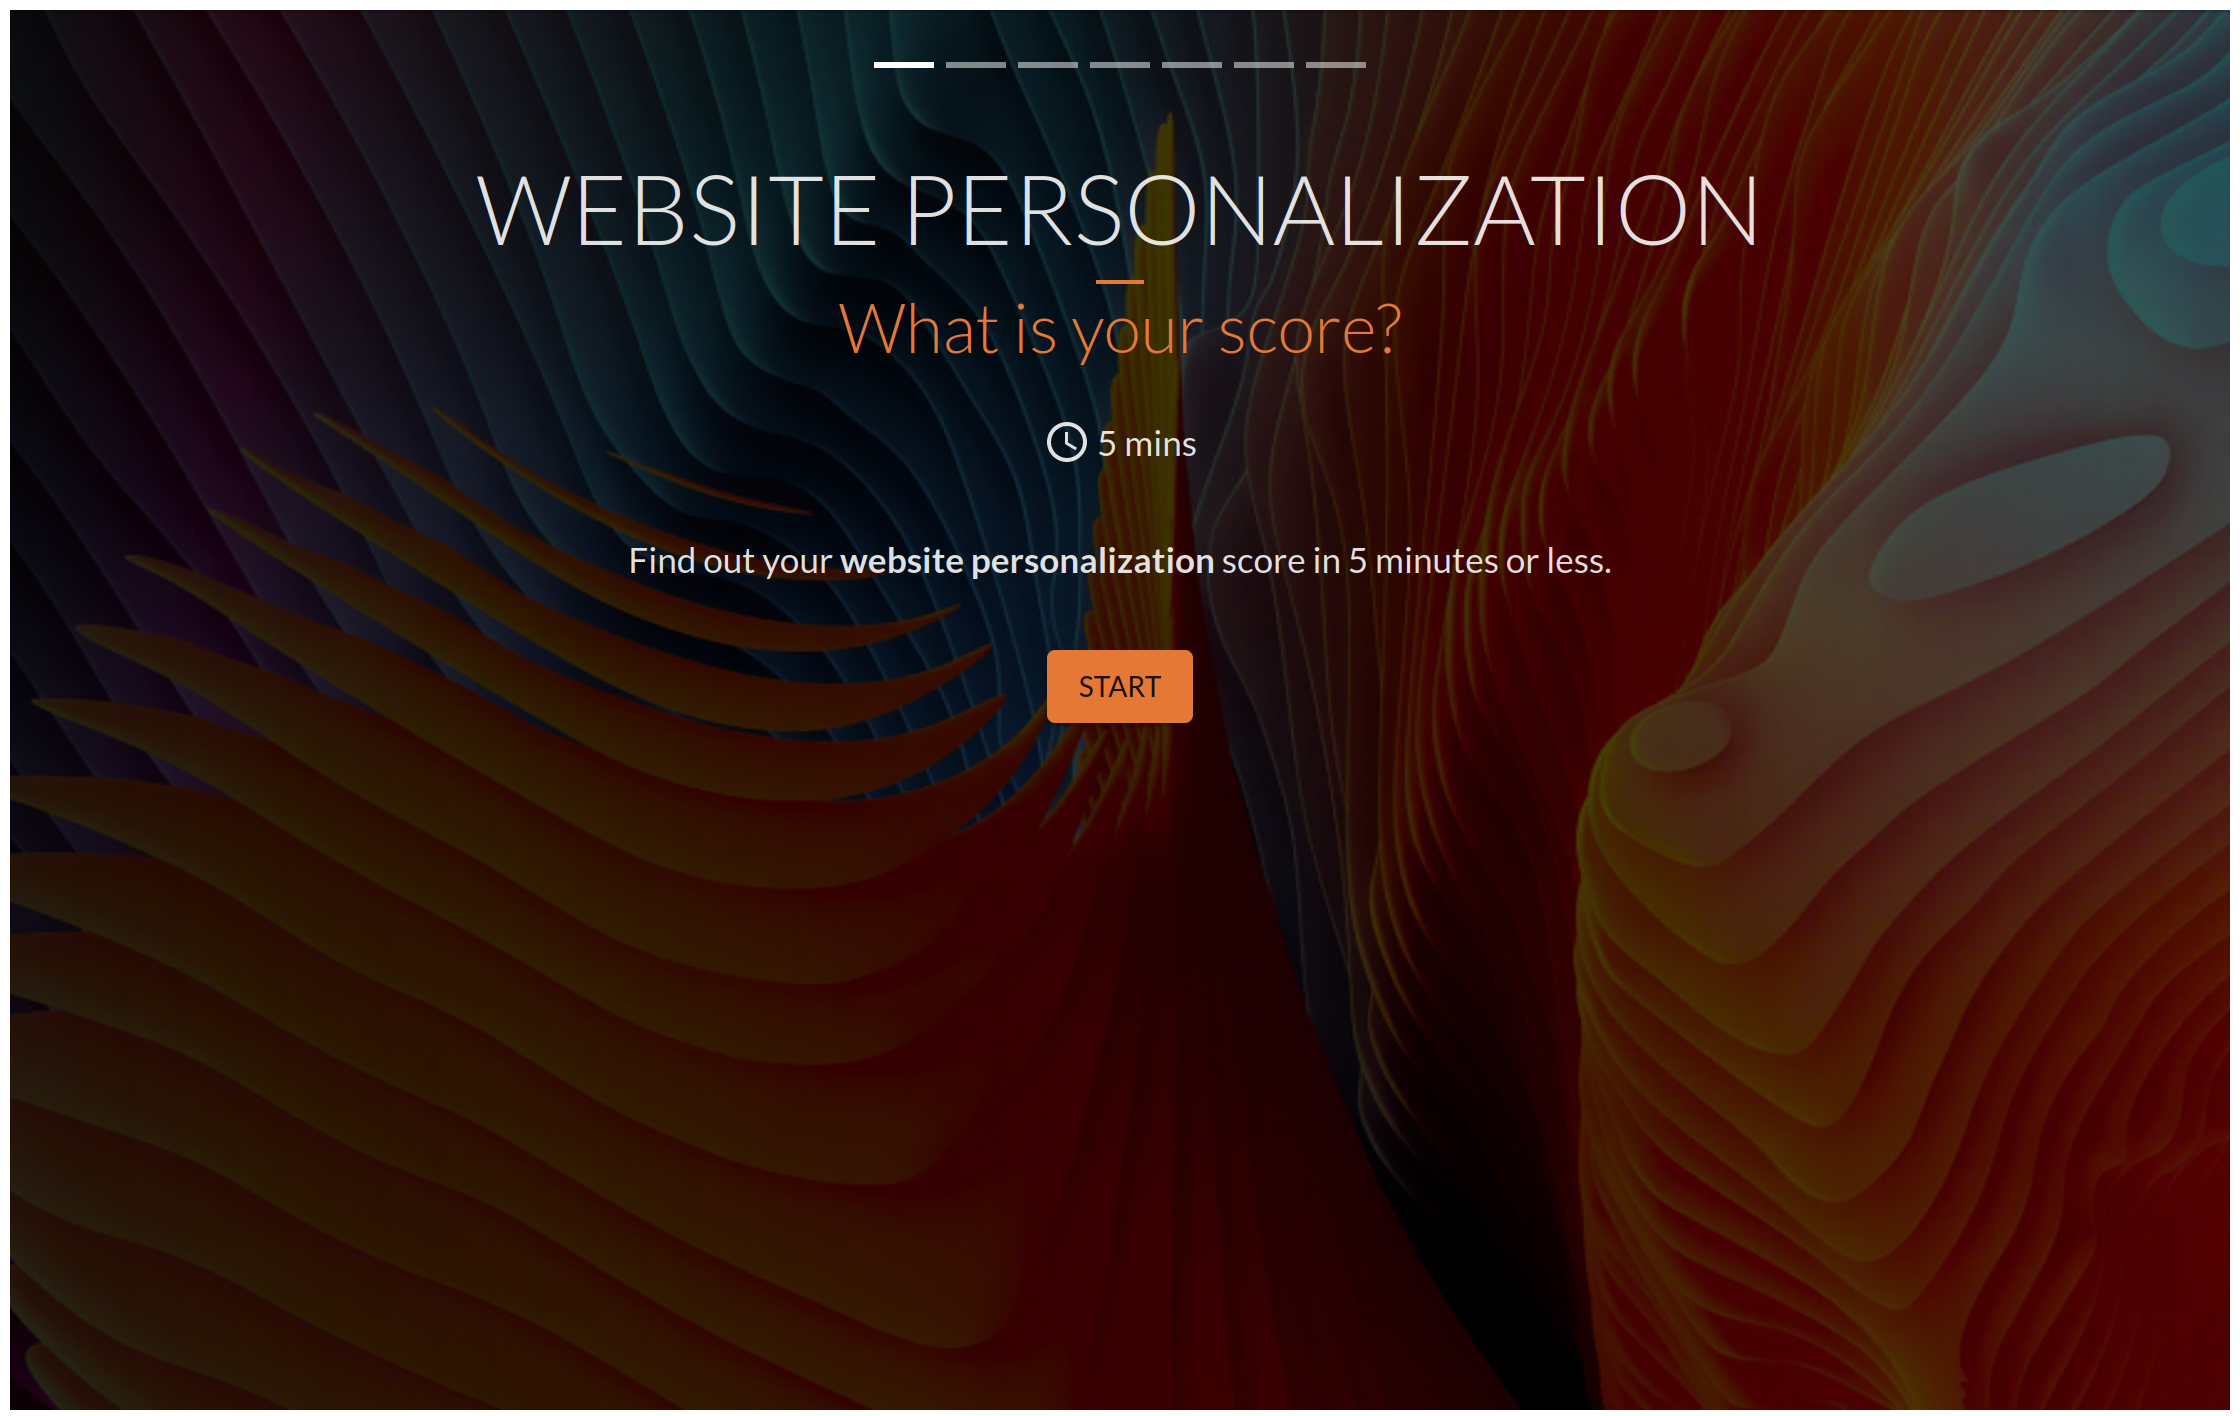 WEBSITE PERSONALIZATION
What is your score?
5 mins
Find out your website personalization score in 5 minutes or less.
START